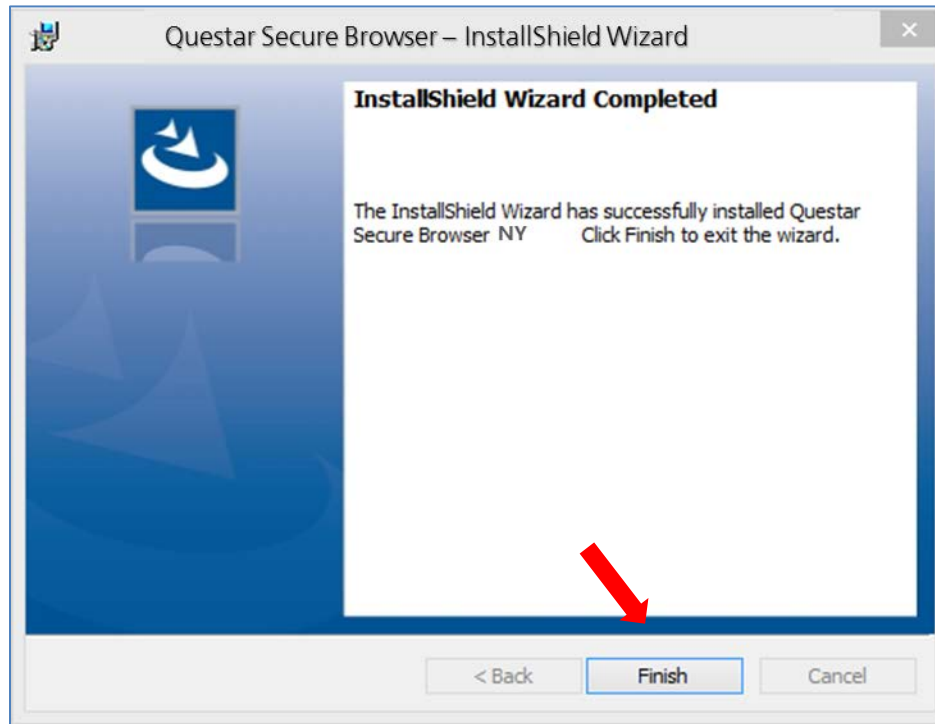 Questar Secure Browser – InstallShield Wizard
InstallShield Wizard Completed
The InstallShield Wizard has successfully installed Questar
Secure Browser NY Click Finish to exit the wizard.
< Back Finish Cancel